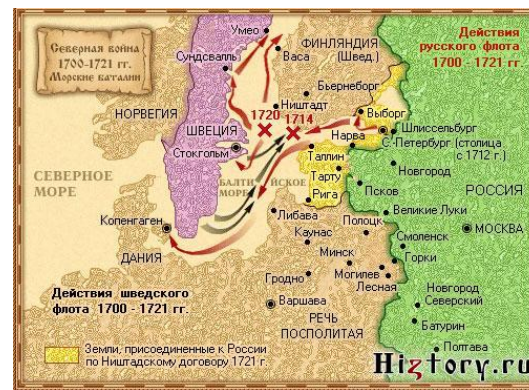 Северная война
1700-1721 гг.
Морские баталии
Действия
русского флота
1700 - 1721 гг.
Умео
Сундсвалль
Васа
ФИНЛЯНДИЯ
(Швед.)
Бьернеборг
НОРВЕГИЯ
1720
1714
Ништадт
Выборг
ШВЕЦИЯ
Стокгольм
Нарва
Шлиссельбург
С.-Петербург (столица
с 1712 г.)
Таллин
СЕВЕРНОЕ
МОРЕ
БАЛТИЙСКОЕ
МОРЕ
Тарту
Рига
Псков
Новгород
РОССИЯ
Копенгаген
ДАНИЯ
Либава
Каунас
Полоцк
Великие Луки
МОСКВА
Минск
Смоленск
Гродно
Могилев
Горки
Лесная
Действия шведского
флота 1700 - 1721 гг.
Варшава
Новгород
Северский
РЕЧЬ
ПОСПОЛИТАЯ
Батурин
Полтава
Земли, присоединенные к России
по Ништадскому договору 1721 г.
Hiztory.ru